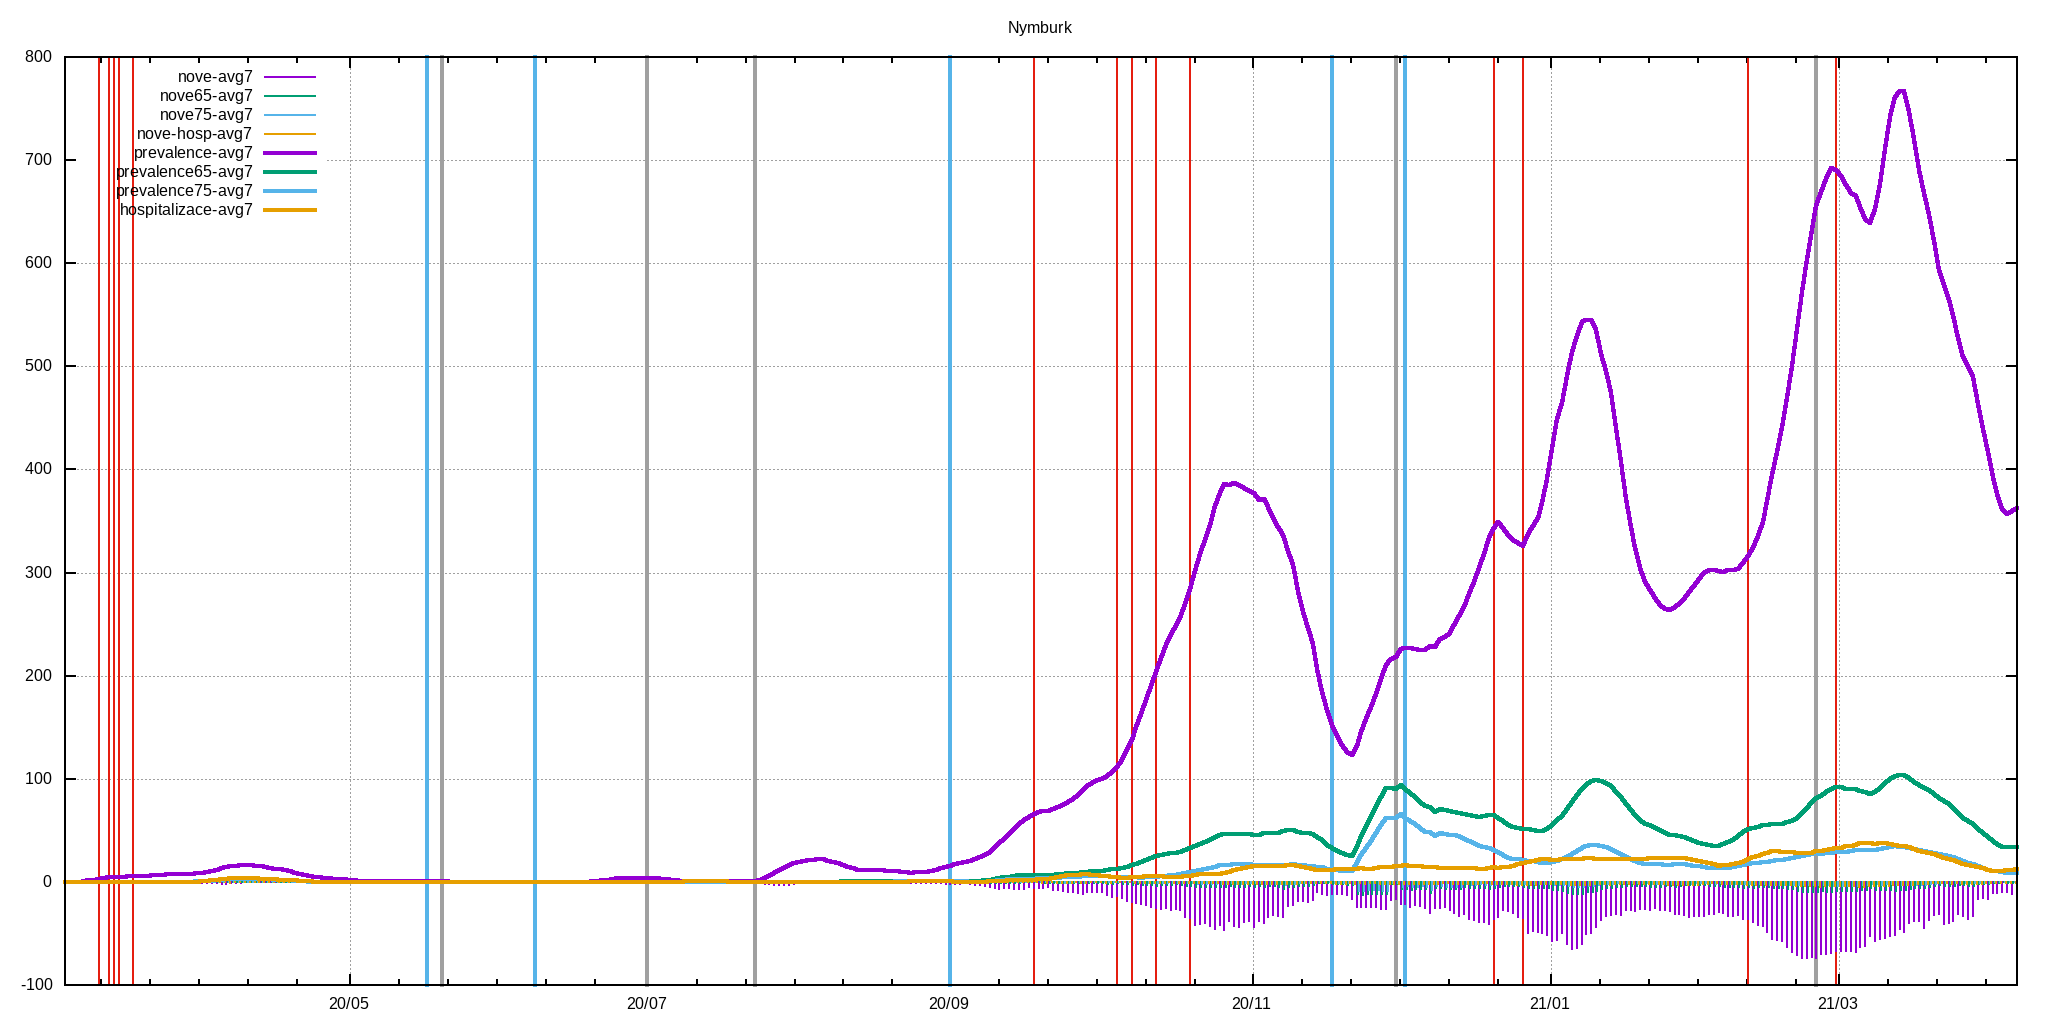 Nymburk
800
700
600
500
400
300
200
100
0
-100
nove-avg7
nove65-avg7
nove75-avg7
nove-hosp-avg7
prevalence-avg7
prevalence65-avg7
prevalence75-avg7
hospitalizace-avg7
20/05 20/07 20/09 20/11 21/01 21/03